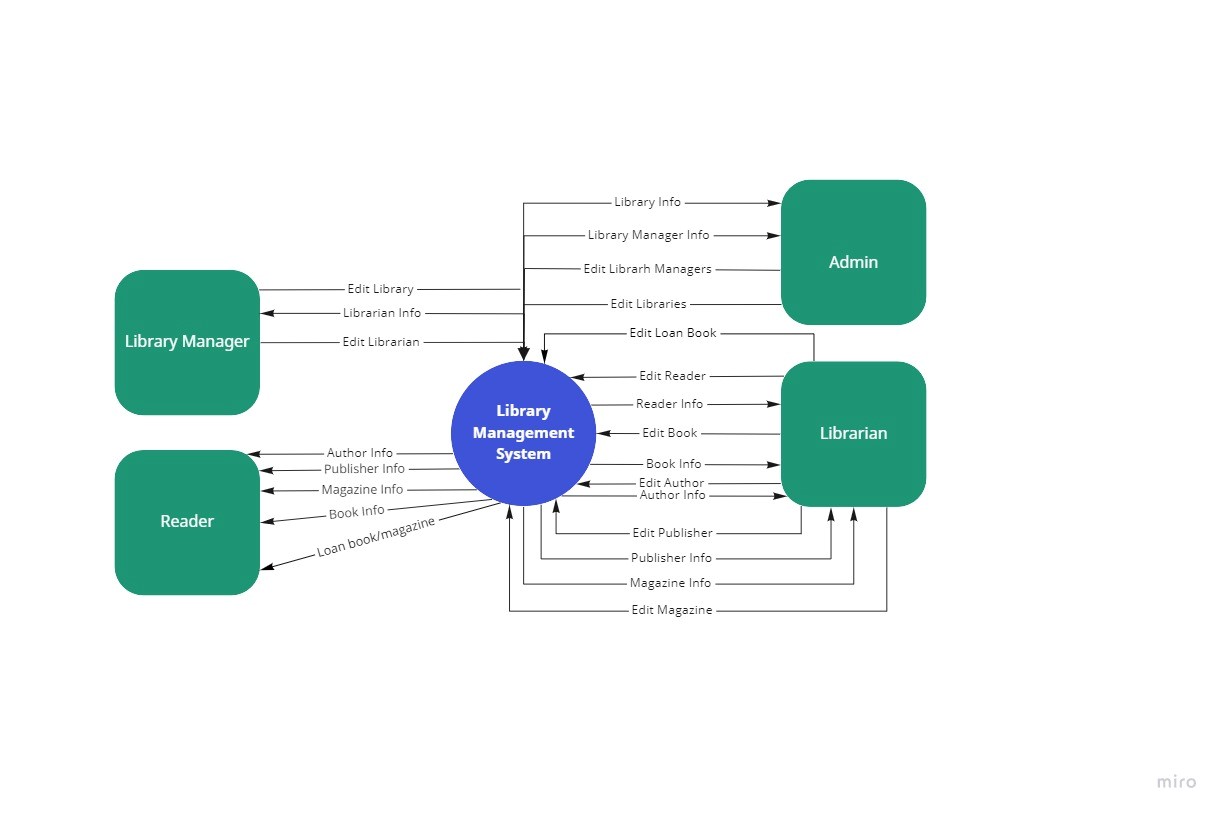 Library Info
Library Manager Info
Edit Librarh Managers
Edit Libraries
Admin
Edit Library
Librarian Info
Edit Librarian
Library Manager
Edit Loan Book
Edit Reader
Reader Info
Edit Book
Book Info
Edit Author
Author Info
Librarian
Library
Management
System
Author Info
Publisher Info
Magazine Info
Book Info
Loan book/magazine
Reader
Edit Publisher
Publisher Info
Magazine Info
Edit Magazine
miro